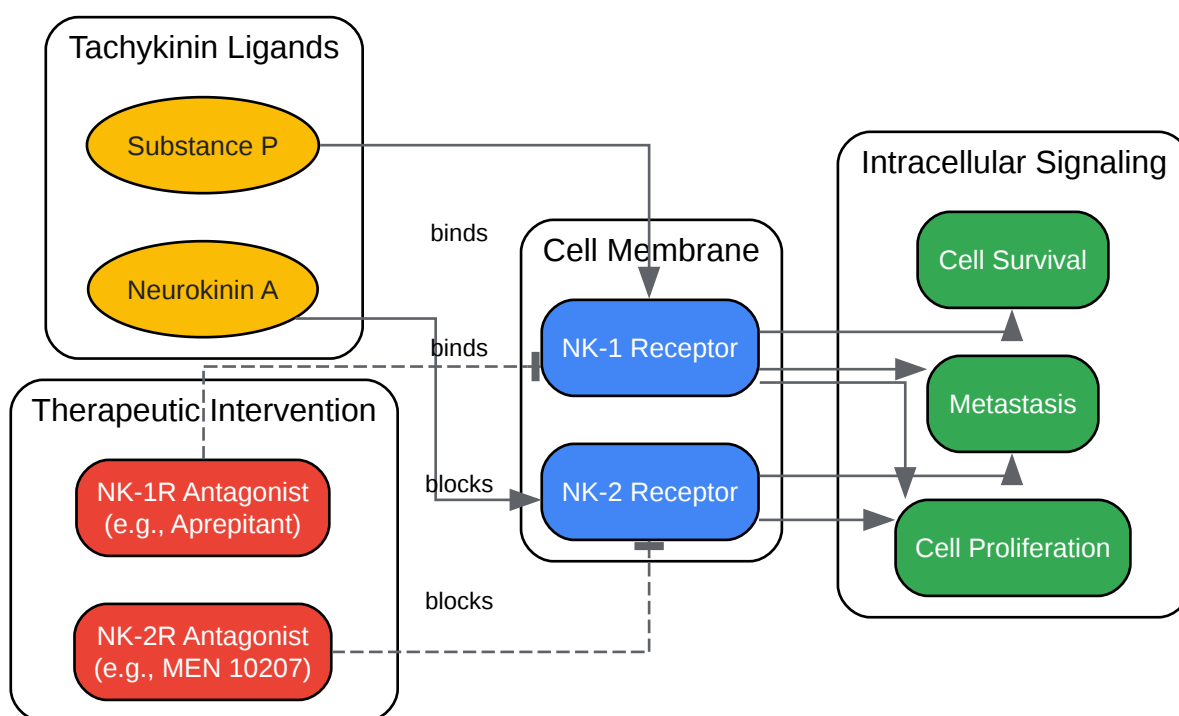 Tachykinin Ligands
Substance P
Neurokinin A
binds
binds
Therapeutic Intervention
NK-1R Antagonist
(e.g., Aprepitant)
NK-2R Antagonist
(e.g., MEN 10207)
blocks
blocks
Cell Membrane
NK-1 Receptor
NK-2 Receptor
Intracellular Signaling
Cell Survival
Metastasis
Cell Proliferation